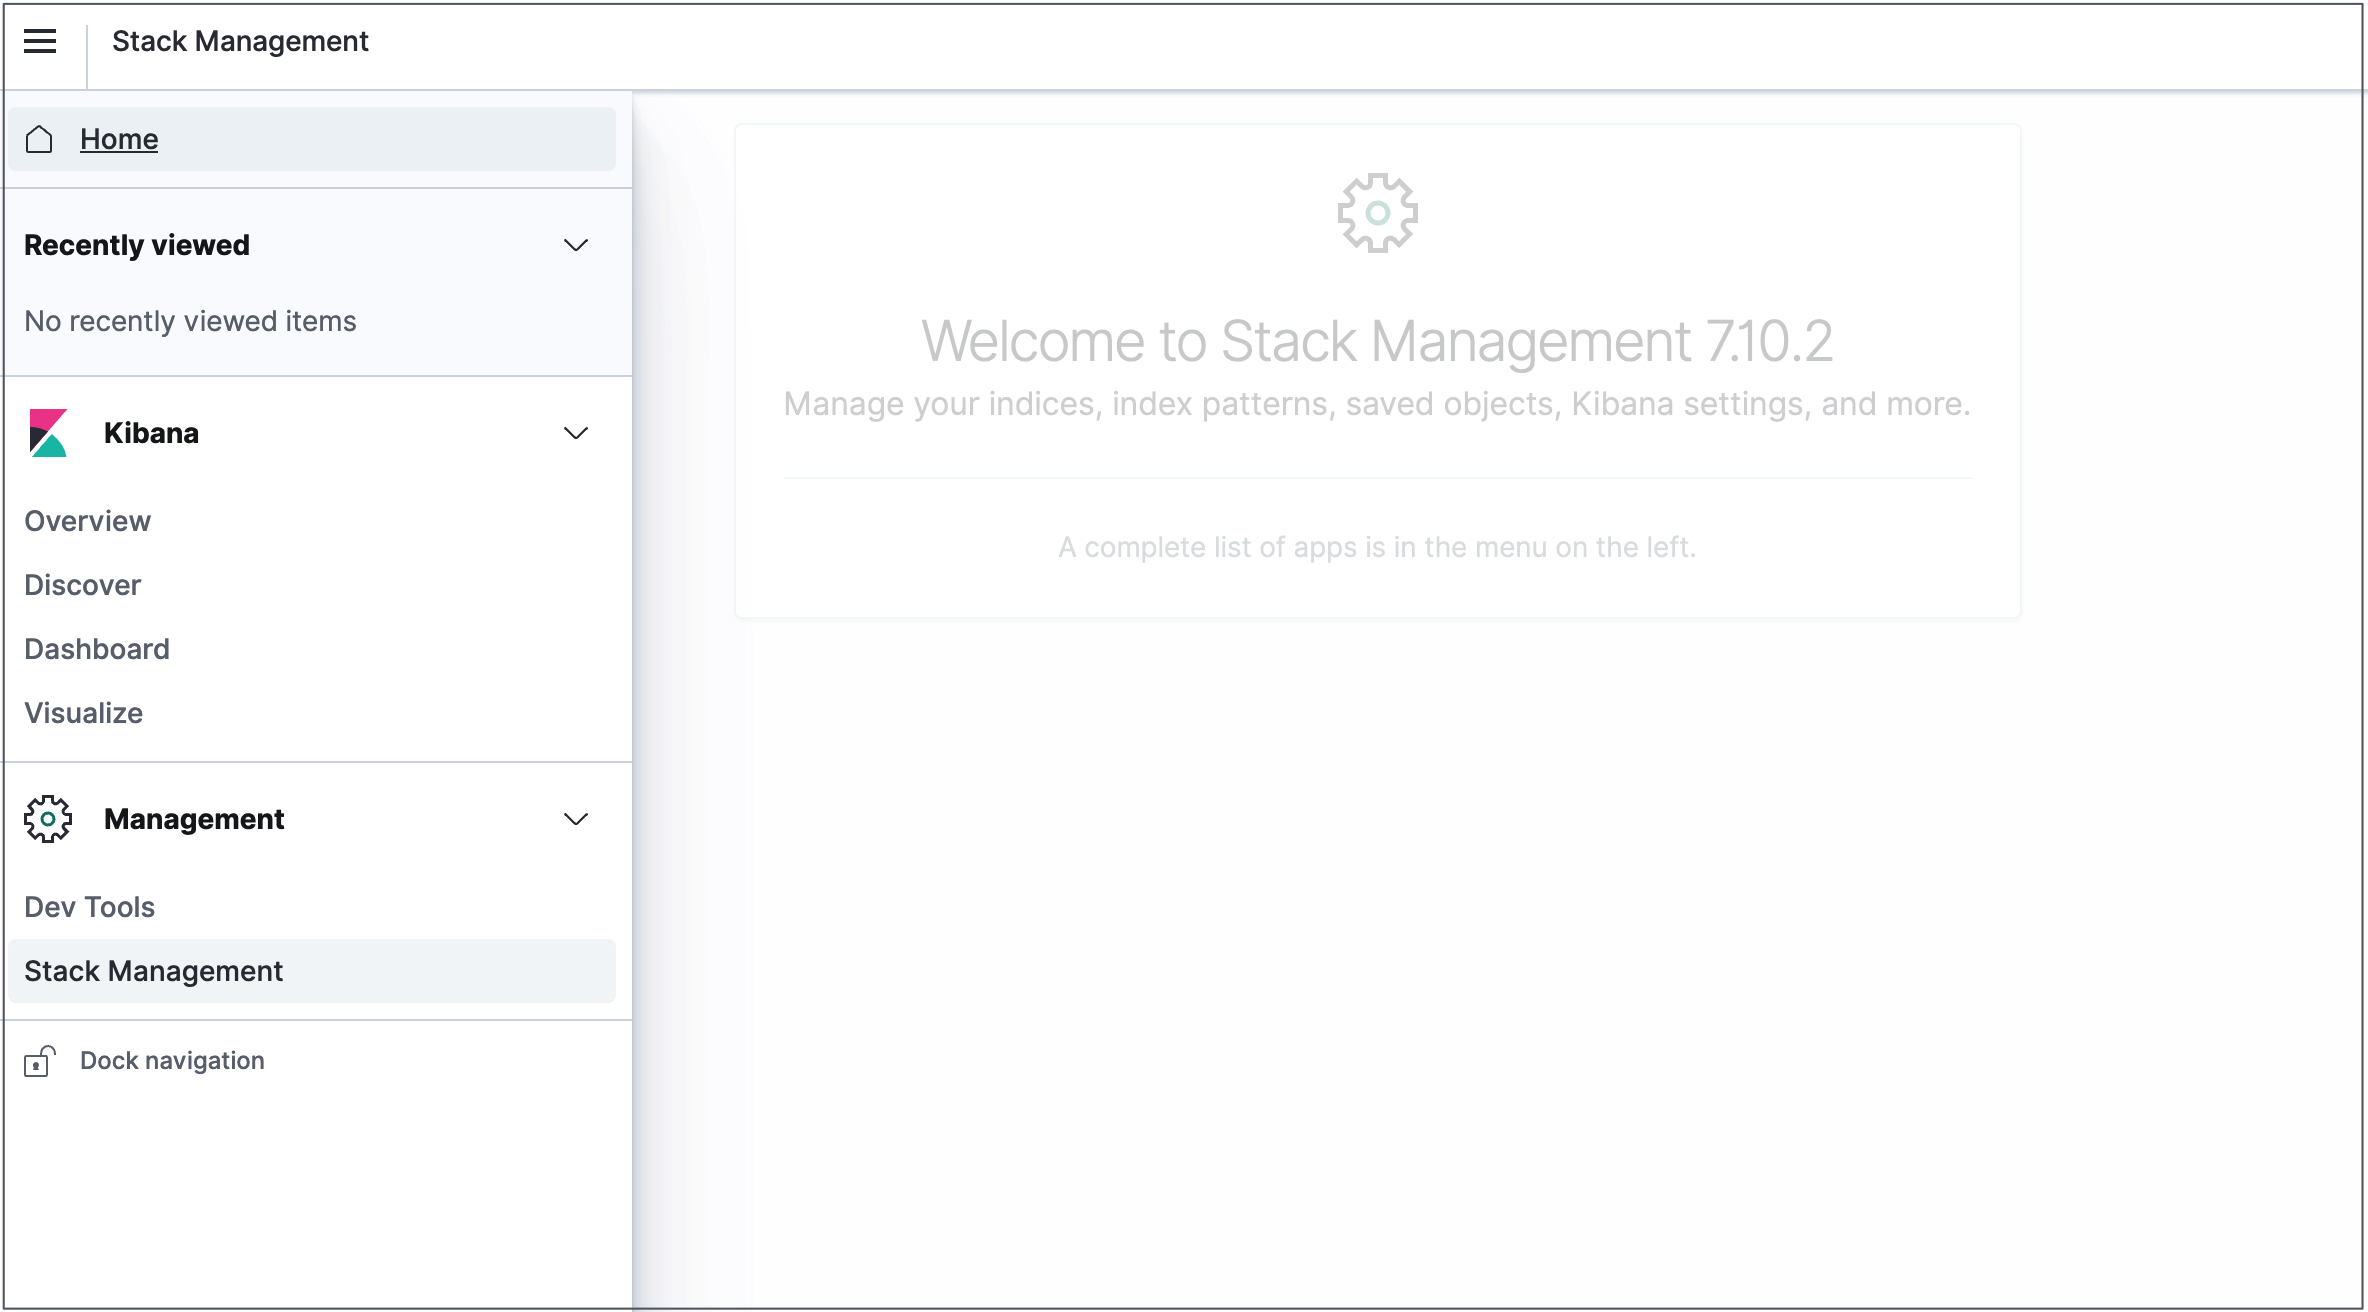 Stack Management
Home
Recently viewed
No recently viewed items
Kibana
Overview
Discover
Dashboard
Visualize
Management
Dev Tools
Stack Management
Dock navigation
Welcome to Stack Management 7.10.2
Manage your indices, index patterns, saved objects, Kibana settings, and more.
A complete list of apps is in the menu on the left.